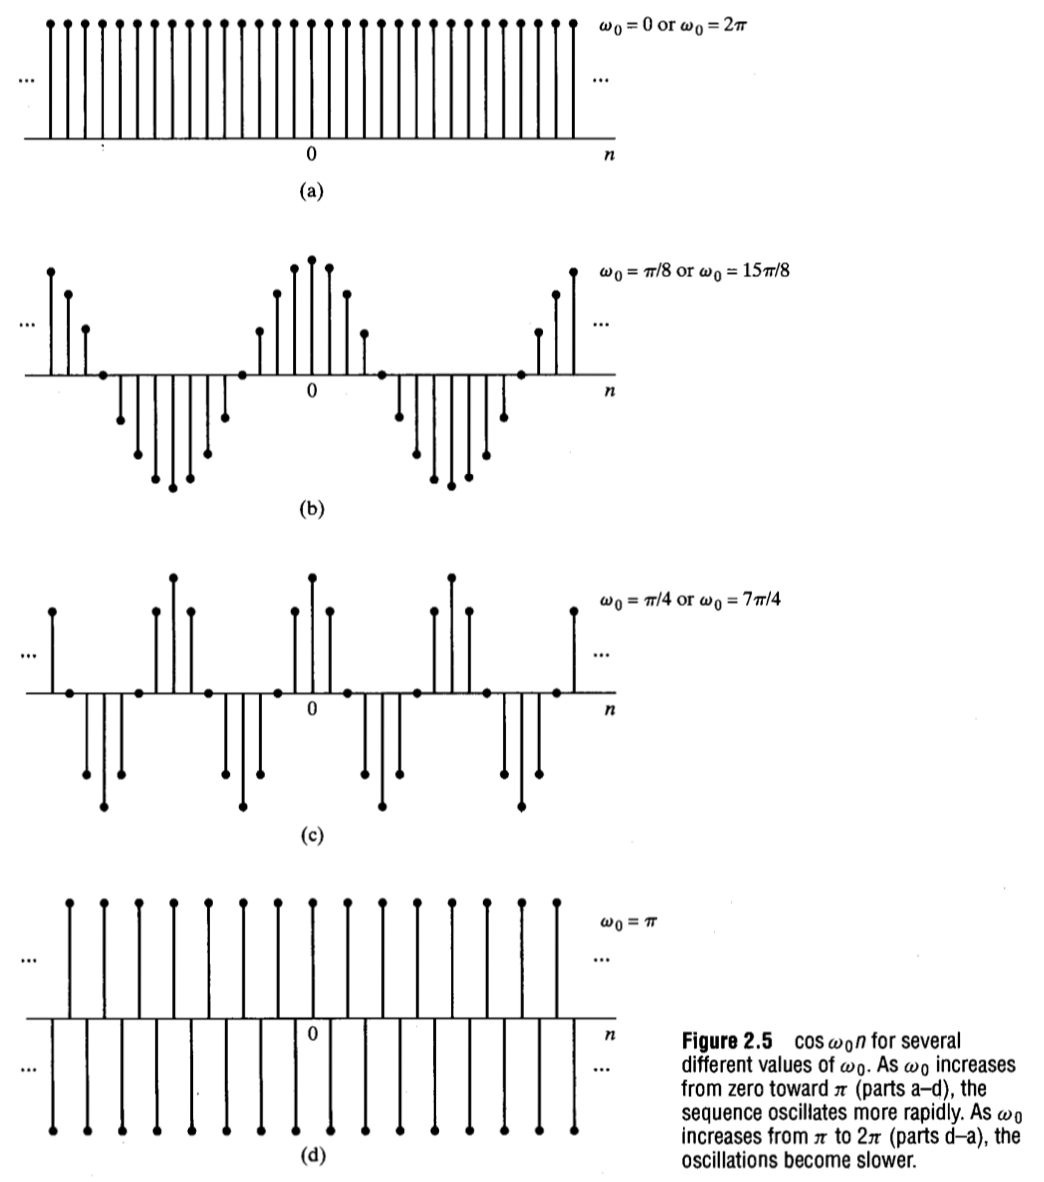 ω0 = 0 or ω0 = 2π
... ...
0 n
(a)
ω0 = π/8 or ω0 = 15π/8
... ...
0 n
(b)
ω0 = π/4 or ω0 = 7π/4
... ...
0 n
(c)
ω0 = π
... ...
0 n
... ...
(d)
Figure 2.5 cos ω0n for several
different values of ω0. As ω0 increases
from zero toward π (parts a–d), the
sequence oscillates more rapidly. As ω0
increases from π to 2π (parts d–a), the
oscillations become slower.